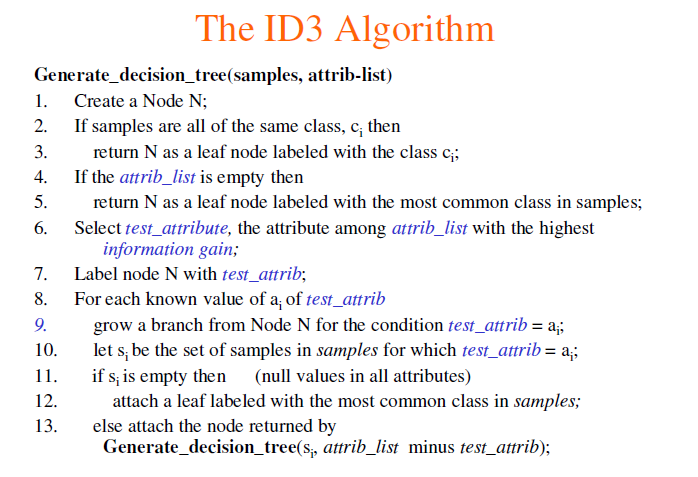 The ID3 Algorithm
Generate_decision_tree(samples, attrib-list)
1. Create a Node N;
2. If samples are all of the same class, ci then
3. return N as a leaf node labeled with the class ci;
4. If the attrib_list is empty then
5. return N as a leaf node labeled with the most common class in samples;
6. Select test_attribute, the attribute among attrib_list with the highest
information gain;
7. Label node N with test_attrib;
8. For each known value of ai of test_attrib
9. grow a branch from Node N for the condition test_attrib = ai;
10. let si be the set of samples in samples for which test_attrib = ai;
11. if si is empty then (null values in all attributes)
12. attach a leaf labeled with the most common class in samples;
13. else attach the node returned by
Generate_decision_tree(si, attrib_list minus test_attrib);